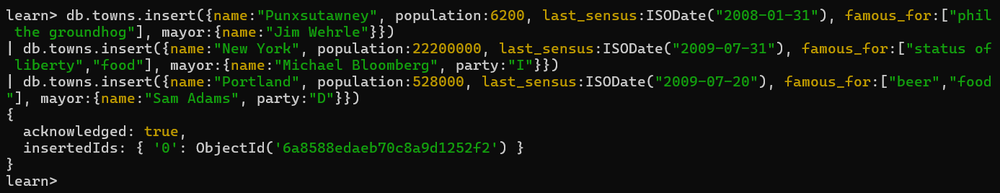 learn> db.towns.insert({name:"Punxsutawney", population:6200, last_sensus:ISODate("2008-01-31"), famous_for:["phil
 the groundhog"], mayor:{name:"Jim Wehrle"}})
| db.towns.insert({name:"New York", population:22200000, last_sensus:ISODate("2009-07-31"), famous_for:["status of
 liberty","food"], mayor:{name:"Michael Bloomberg", party:"I"}})
| db.towns.insert({name:"Portland", population:528000, last_sensus:ISODate("2009-07-20"), famous_for:["beer","food
"], mayor:{name:"Sam Adams", party:"D"}})
{
  acknowledged: true,
  insertedIds: { '0': ObjectId('6a8588edaeb70c8a9d1252f2') }
}
learn>